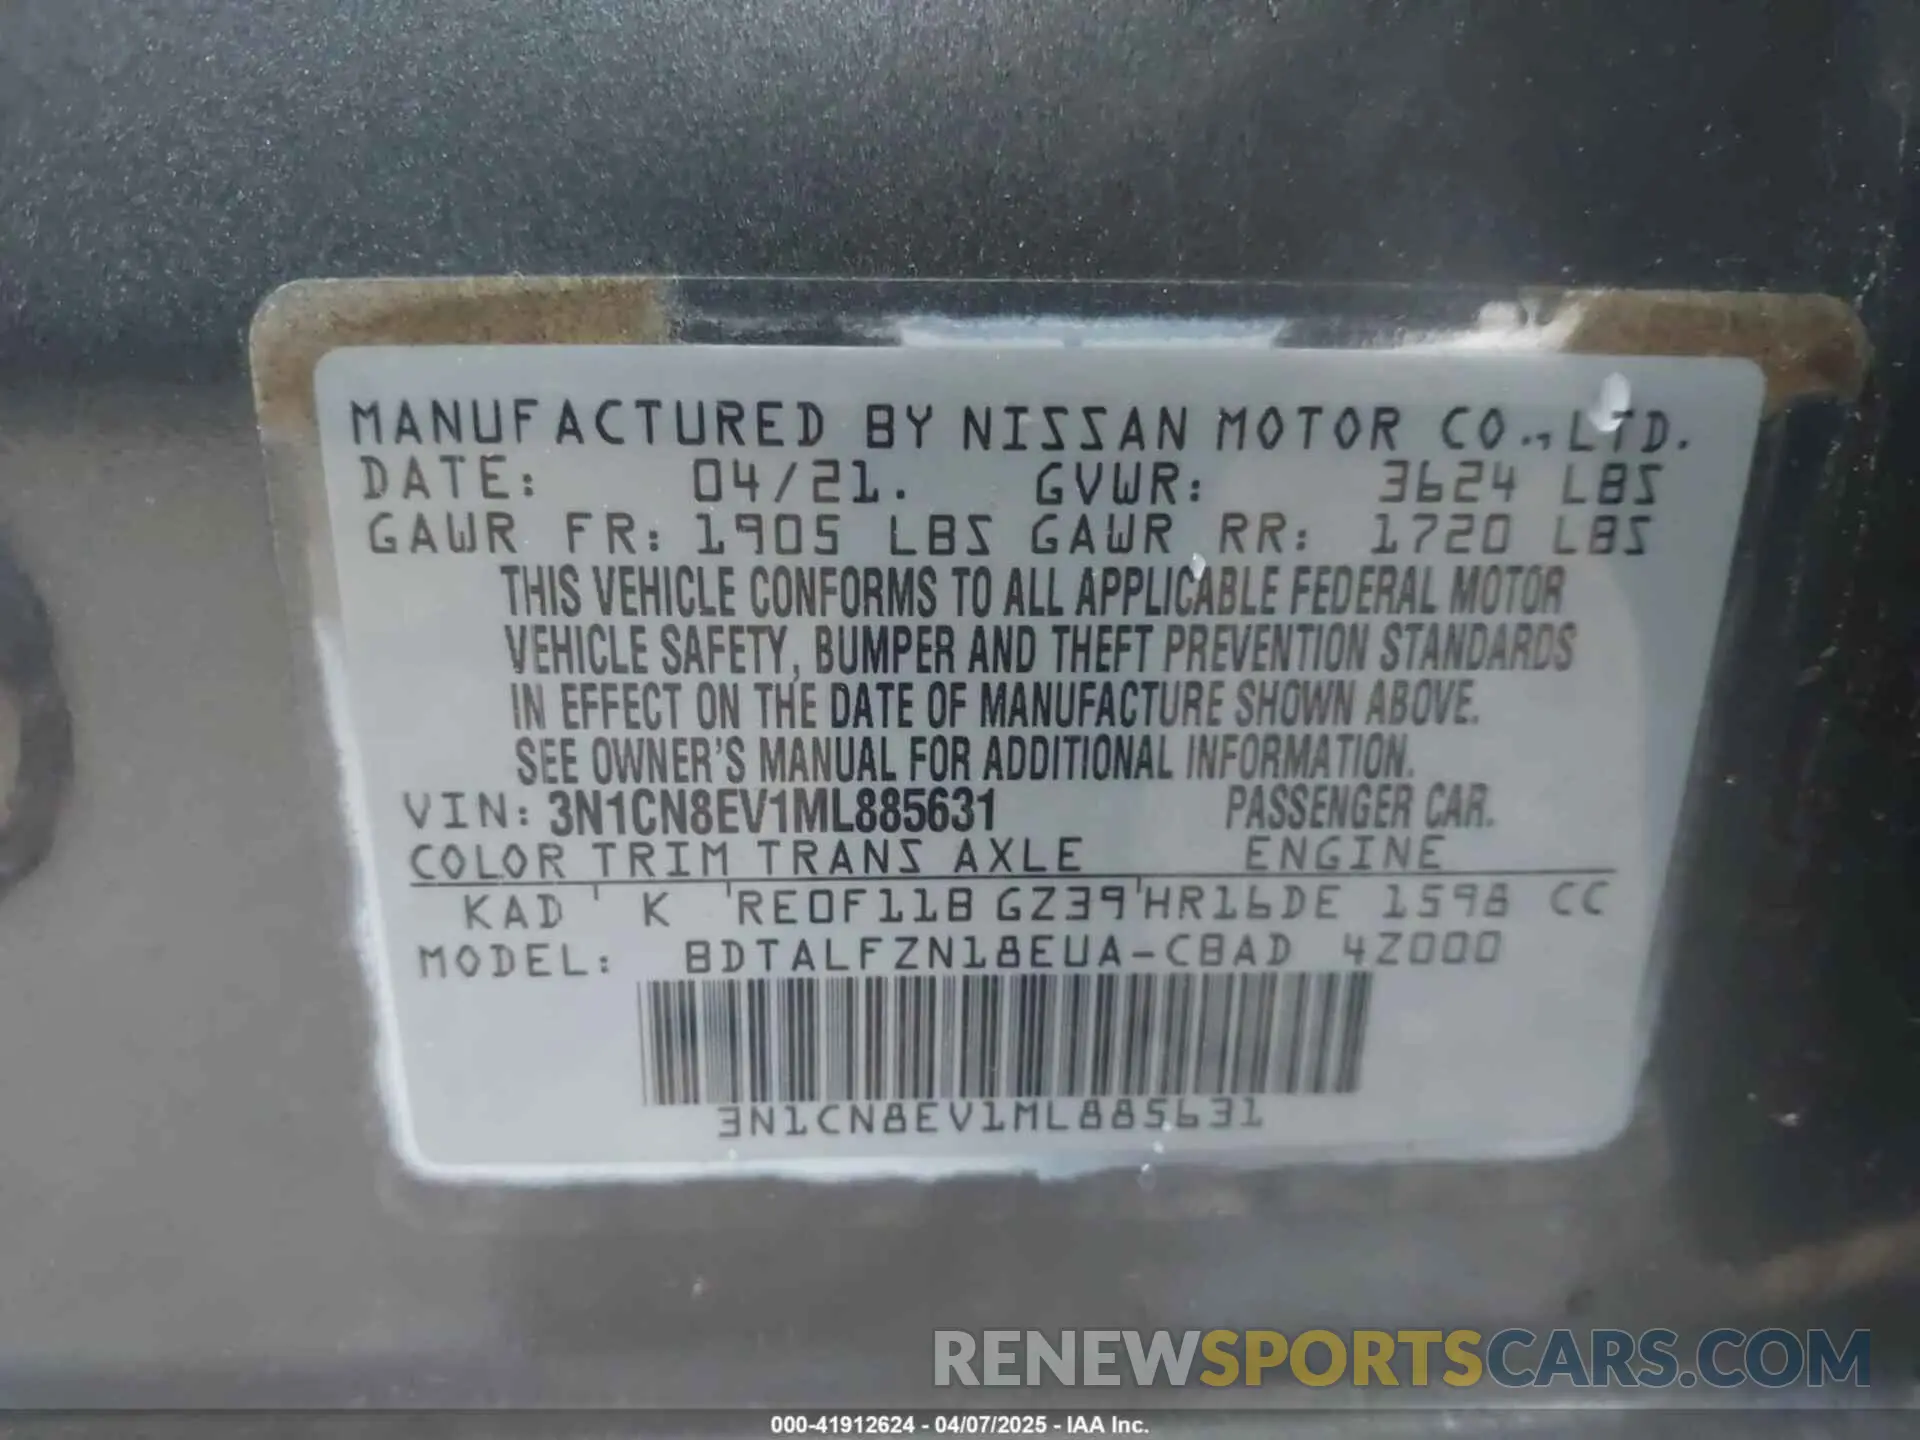 MANUFACTURED BY NISSAN MOTOR CO., LTD.
DATE: 04/21. GVWR: 3624 LBS
GAWR FR: 1905 LBS GAWR RR: 1720 LBS
THIS VEHICLE CONFORMS TO ALL APPLICABLE FEDERAL MOTOR
VEHICLE SAFETY, BUMPER AND THEFT PREVENTION STANDARDS
IN EFFECT ON THE DATE OF MANUFACTURE SHOWN ABOVE.
SEE OWNER'S MANUAL FOR ADDITIONAL INFORMATION.
VIN: 3N1CN8EV1ML885631 PASSENGER CAR.
COLOR TRIM TRANS AXLE ENGINE
KAD ' K 'RE0F11B GZ39'HR16DE 1598 CC
MODEL: BDTALFZN18EUA-CBAD 4Z000
3N1CN8EV1ML885631
RENEWSPORTSCARS.COM
000-41912624 - 04/07/2025 - IAA Inc.